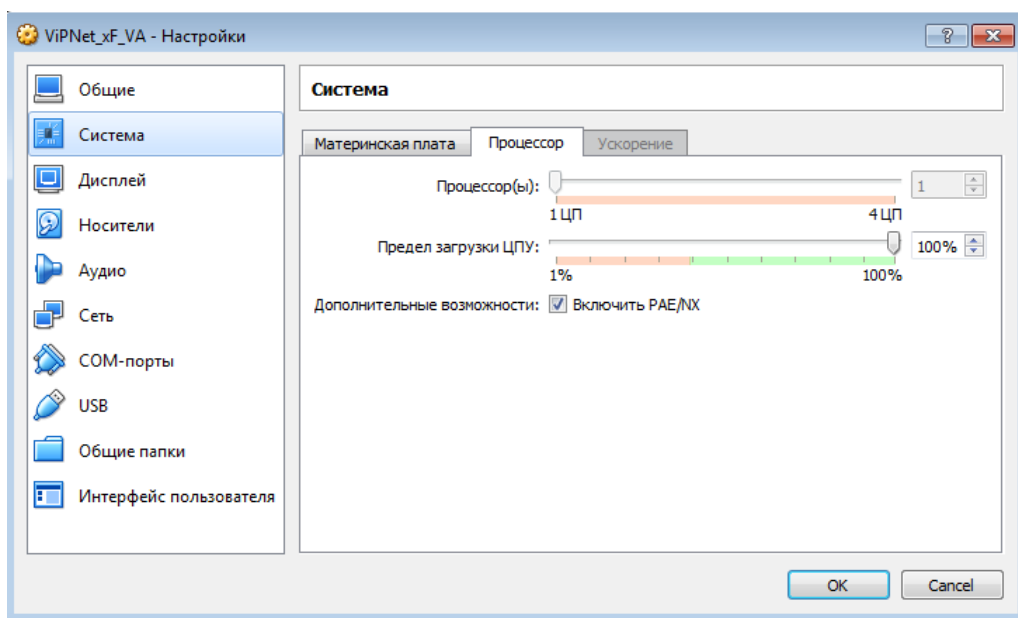 ViPNet_xF_VA - Настройки
Общие
Система
Дисплей
Носители
Аудио
Сеть
COM-порты
USB
Общие папки
Интерфейс пользователя
Система
Материнская плата Процессор Ускорение
Процессор(ы): 1
1 ЦП 4 ЦП
Предел загрузки ЦПУ: 100%
1% 100%
Дополнительные возможности: Включить PAE/NX
OK Cancel